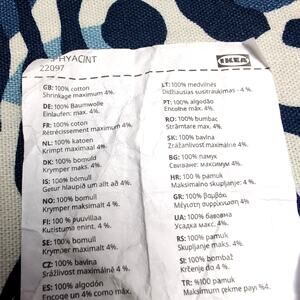 HYACINT
22097
IKEA
GB: 100% cotton
Shrinkage maximum 4%.
DE: 100% Baumwolle
Einlaufen: max. 4%.
FR: 100% coton
Rétrécissement maximum 4%.
NL: 100% katoen
Krimpt maximaal 4%.
DK: 100% bomuld
Krymper maks. 4%.
IS: 100% bómull
Getur hlaupið um allt að 4%.
NO: 100% bomull
Krymper maksimalt 4 %.
FI: 100 % puuvillaa
Kutistuma enint. 4 %.
SE: 100% bomull
Krymper maximalt 4%.
CZ: 100% bavlna
Srážlivost maximálně 4 %.
ES: 100% algodón
Encoge un 4% como máx.
LT: 100% medvilnės
Didžiausias susitraukimas - 4 %.
PT: 100% algodão
Encolhe máx. 4%.
RO: 100% bumbac
Strâmtare max. 4%.
SK: 100% bavlna
Zrážanlivosť maximálne 4%.
BG: 100% памук
Свиване: максимум 4%.
HR: 100 % pamuk
Maksimalno skupljanje: 4 %.
GR: 100% βαμβάκι
Μέγιστη συρρίκνωση 4%
UA: 100% бавовна
Усадка макс. 4%.
RS: 100% pamuk
Maksimum skupljanja 4%.
SI: 100% bombaž
Krčenje do 4 %.
TR: %100 pamuk
Maksimum çekme payı %4.